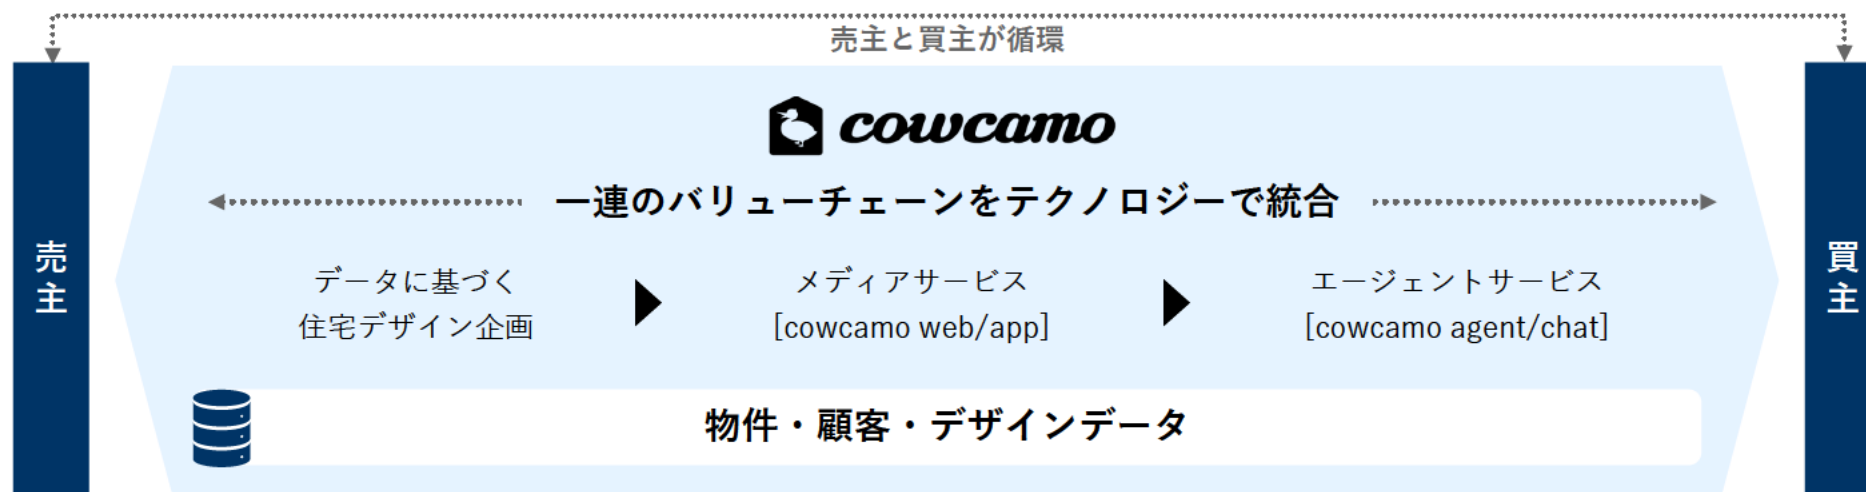 売主と買主が循環
cowcamo
一連のバリューチェーンをテクノロジーで統合
売主
データに基づく
住宅デザイン企画
メディアサービス
[cowcamo web/app]
エージェントサービス
[cowcamo agent/chat]
買主
物件・顧客・デザインデータ